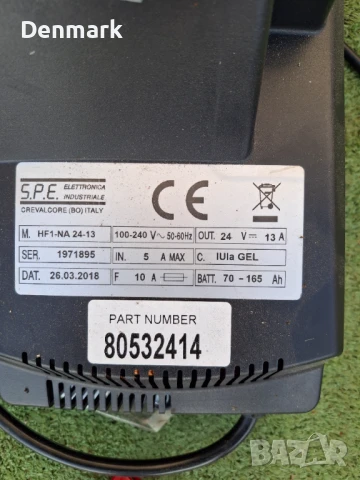 Denmark
S.P.E. ELETTRONICA INDUSTRIALE
CREVALCORE (BO) ITALY
CE
M. HF1-NA 24-13 100-240 V~ 50-60Hz OUT. 24 V⎓ 13 A
SER. 1971895 IN. 5 A MAX C. IUIa GEL
DAT. 26.03.2018 F 10 A BATT. 70 - 165 Ah
PART NUMBER
80532414
BAZAR